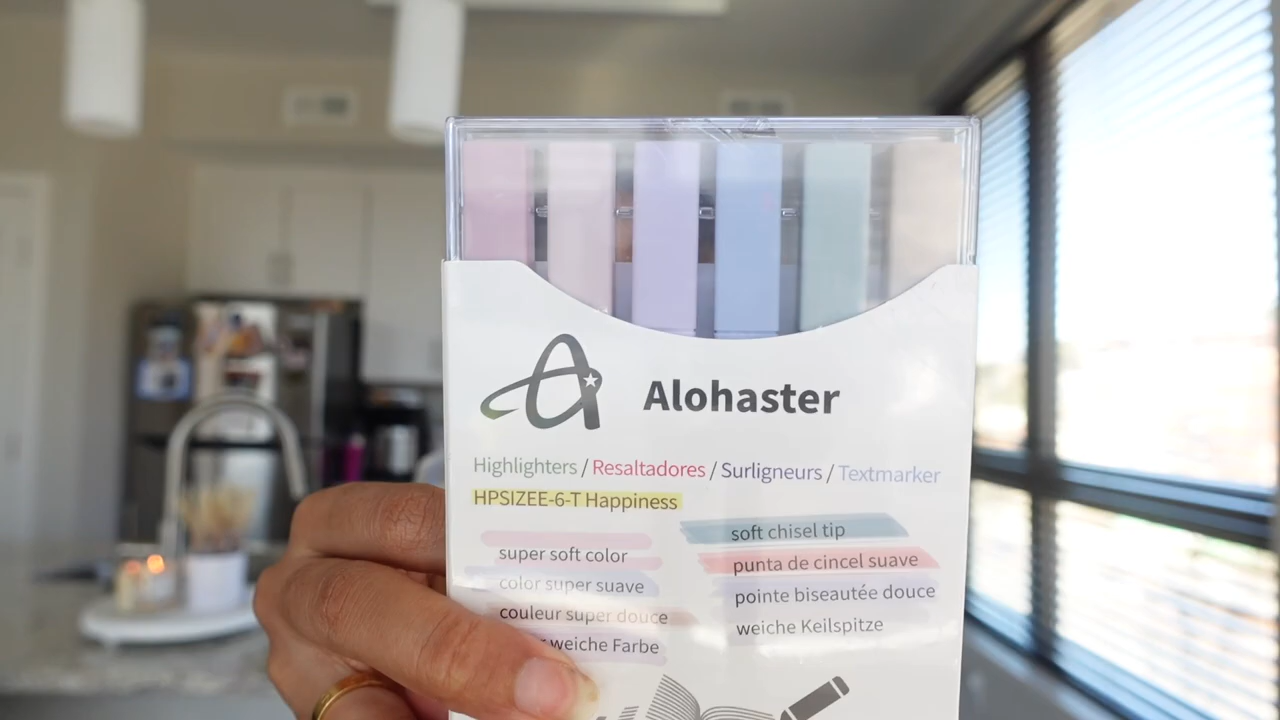 Alohaster
Highlighters / Resaltadores / Surligneurs / Textmarker
HPSIZEE-6-T Happiness
super soft color
color super suave
couleur super douce
weiche Farbe
soft chisel tip
punta de cincel suave
pointe biseautée douce
weiche Keilspitze